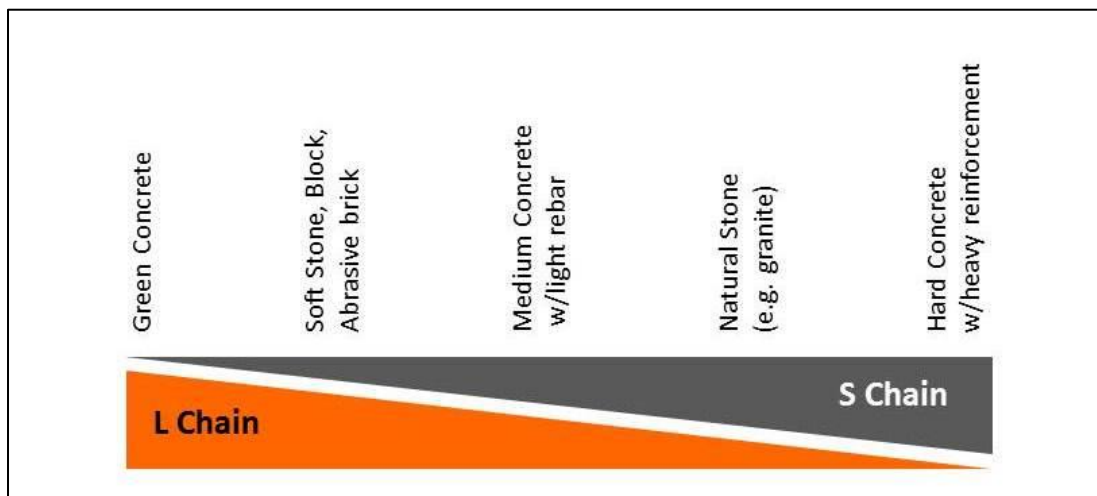 Green Concrete
Soft Stone, Block,
Abrasive brick
Medium Concrete
w/light rebar
Natural Stone
(e.g. granite)
Hard Concrete
w/heavy reinforcement
L Chain
S Chain